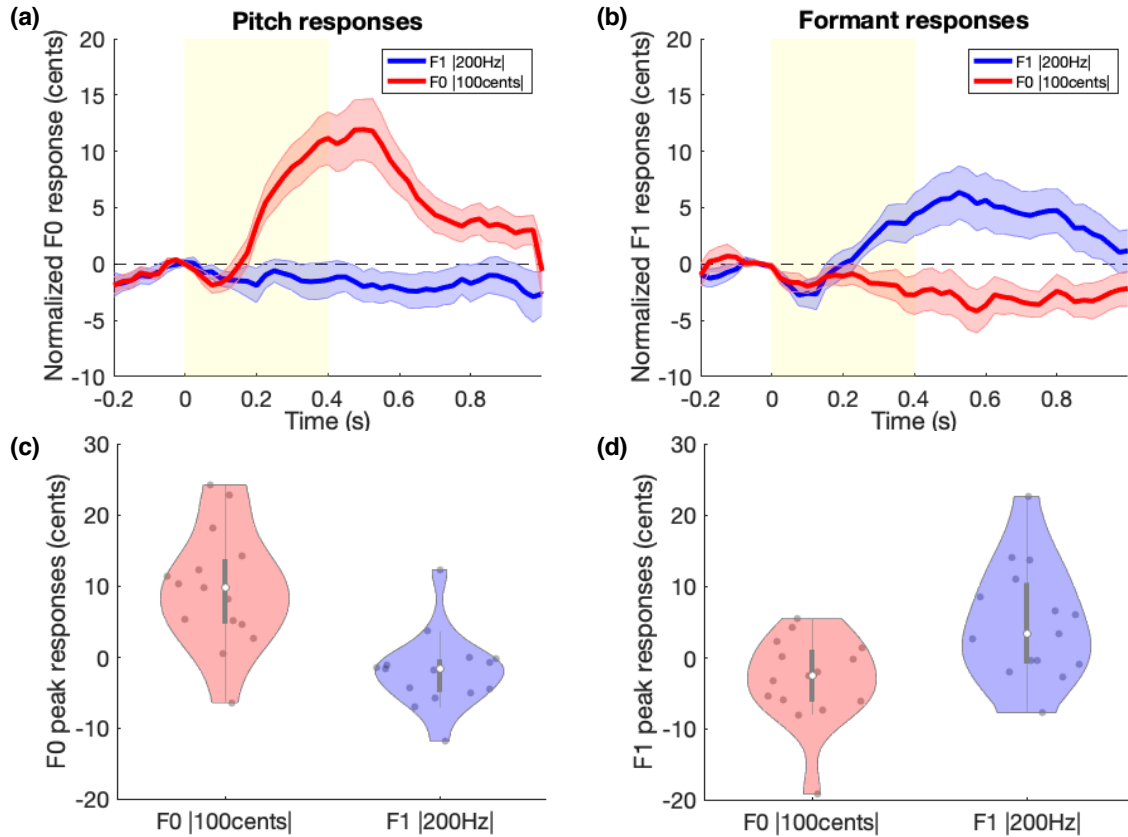 (a)
Pitch responses
Normalized F0 response (cents)
20
15
10
5
0
-5
-10
F1 |200Hz|
F0 |100cents|
-0.2 0 0.2 0.4 0.6 0.8
Time (s)
(b)
Formant responses
Normalized F1 response (cents)
20
15
10
5
0
-5
-10
F1 |200Hz|
F0 |100cents|
-0.2 0 0.2 0.4 0.6 0.8
Time (s)
(c)
F0 peak responses (cents)
30
20
10
0
-10
-20
F0 |100cents| F1 |200Hz|
(d)
F1 peak responses (cents)
30
20
10
0
-10
-20
F0 |100cents| F1 |200Hz|